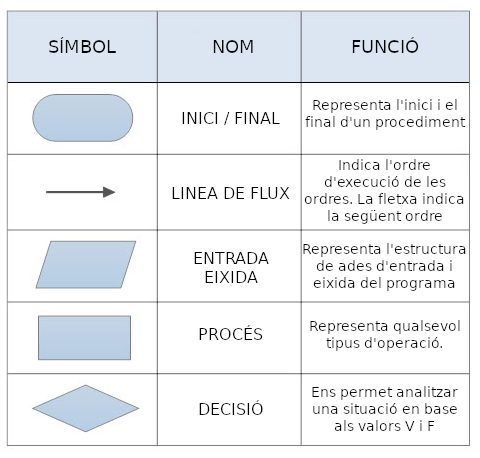 SÍMBOL
NOM
FUNCIÓ
INICI / FINAL
Representa l'inici i el
final d'un procediment
LINEA DE FLUX
Indica l'ordre
d'execució de les
ordres. La fletxa indica
la següent ordre
ENTRADA
EIXIDA
Representa l'estructura
de ades d'entrada i
eixida del programa
PROCÉS
Representa qualsevol
tipus d'operació.
DECISIÓ
Ens permet analitzar
una situació en base
als valors V i F